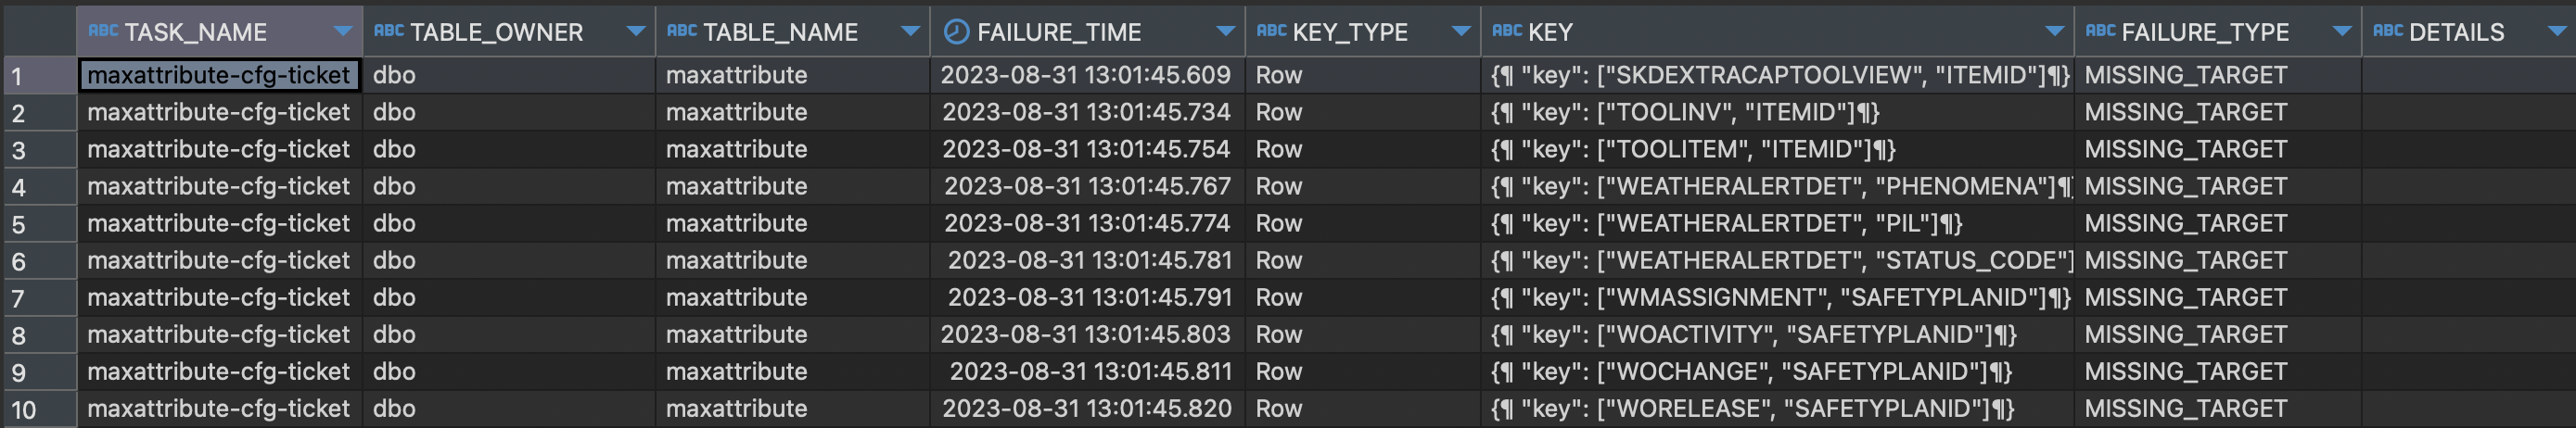 ABC TASK_NAME ABC TABLE_OWNER ABC TABLE_NAME FAILURE_TIME ABC KEY_TYPE ABC KEY ABC FAILURE_TYPE ABC DETAILS
1 maxattribute-cfg-ticket dbo maxattribute 2023-08-31 13:01:45.609 Row {¶ "key": ["SKDEXTRACAPTOOLVIEW", "ITEMID"]¶} MISSING_TARGET
2 maxattribute-cfg-ticket dbo maxattribute 2023-08-31 13:01:45.734 Row {¶ "key": ["TOOLINV", "ITEMID"]¶} MISSING_TARGET
3 maxattribute-cfg-ticket dbo maxattribute 2023-08-31 13:01:45.754 Row {¶ "key": ["TOOLITEM", "ITEMID"]¶} MISSING_TARGET
4 maxattribute-cfg-ticket dbo maxattribute 2023-08-31 13:01:45.767 Row {¶ "key": ["WEATHERALERTDET", "PHENOMENA"]¶ MISSING_TARGET
5 maxattribute-cfg-ticket dbo maxattribute 2023-08-31 13:01:45.774 Row {¶ "key": ["WEATHERALERTDET", "PIL"]¶} MISSING_TARGET
6 maxattribute-cfg-ticket dbo maxattribute 2023-08-31 13:01:45.781 Row {¶ "key": ["WEATHERALERTDET", "STATUS_CODE"] MISSING_TARGET
7 maxattribute-cfg-ticket dbo maxattribute 2023-08-31 13:01:45.791 Row {¶ "key": ["WMASSIGNMENT", "SAFETYPLANID"]¶} MISSING_TARGET
8 maxattribute-cfg-ticket dbo maxattribute 2023-08-31 13:01:45.803 Row {¶ "key": ["WOACTIVITY", "SAFETYPLANID"]¶} MISSING_TARGET
9 maxattribute-cfg-ticket dbo maxattribute 2023-08-31 13:01:45.811 Row {¶ "key": ["WOCHANGE", "SAFETYPLANID"]¶} MISSING_TARGET
10 maxattribute-cfg-ticket dbo maxattribute 2023-08-31 13:01:45.820 Row {¶ "key": ["WORELEASE", "SAFETYPLANID"]¶} MISSING_TARGET